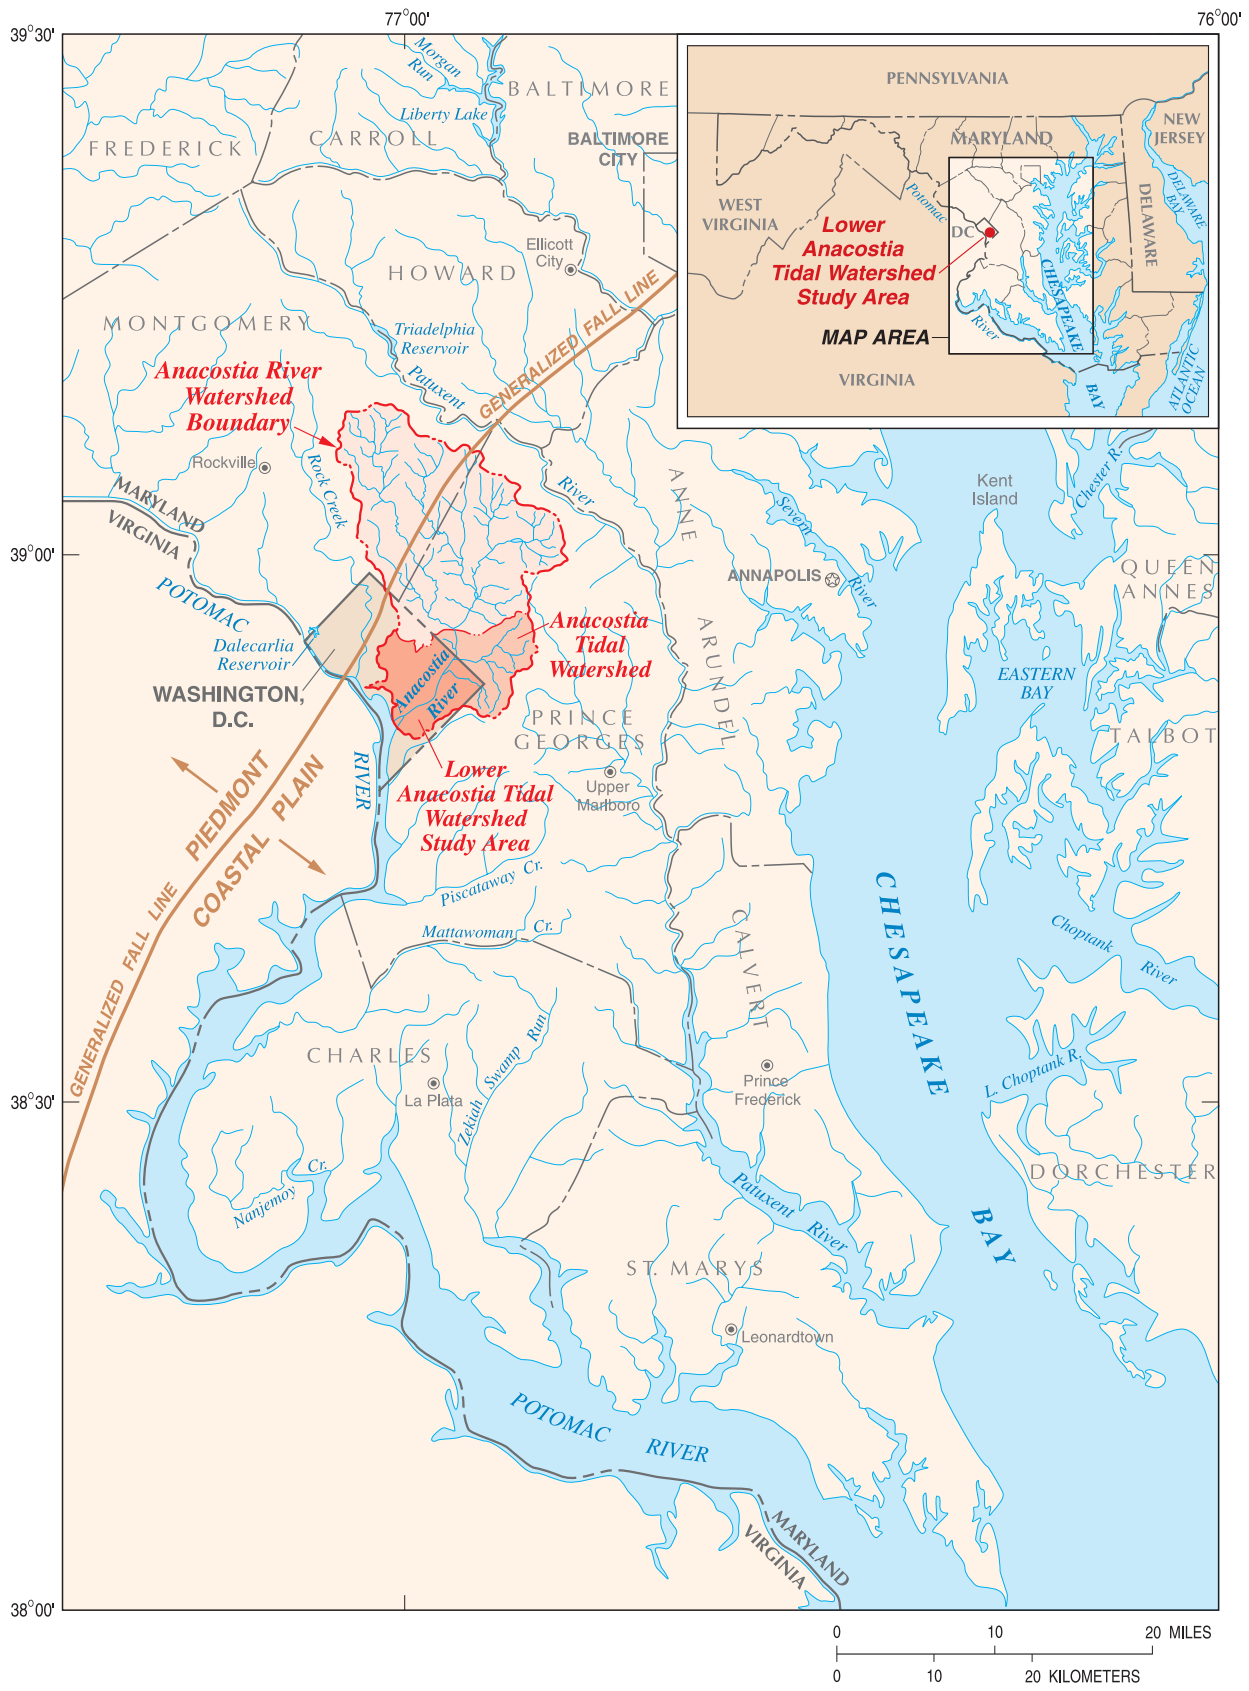 77°00'
76°00'
39°30'
39°00'
38°30'
38°00'
Morgan
Run
Liberty Lake
BALTIMORE
FREDERICK
CARROLL
BALTIMORE
CITY
Ellicott
City
HOWARD
MONTGOMERY
Triadelphia
Reservoir
Patuxent
GENERALIZED FALL LINE
Anacostia River
Watershed
Boundary
Rockville
Rock Creek
River
MARYLAND
VIRGINIA
POTOMAC
Dalecarlia
Reservoir
WASHINGTON,
D.C.
Anacostia
River
Anacostia
Tidal
Watershed
PRINCE
GEORGES
Upper
Marlboro
RIVER
Lower
Anacostia Tidal
Watershed
Study Area
PIEDMONT
COASTAL PLAIN
GENERALIZED FALL LINE
Piscataway Cr.
Mattawoman Cr.
ANNE
ARUNDEL
Severn
River
ANNAPOLIS
Kent
Island
Chester R.
QUEEN
ANNES
EASTERN
BAY
TALBOT
CHESAPEAKE
BAY
Choptank
River
L. Choptank R.
DORCHESTER
CALVERT
Prince
Frederick
CHARLES
La Plata
Zekiah Swamp Run
Nanjemoy Cr.
Patuxent
River
ST. MARYS
Leonardtown
POTOMAC RIVER
MARYLAND
VIRGINIA
PENNSYLVANIA
NEW
JERSEY
MARYLAND
WEST
VIRGINIA
Potomac
DC
DELAWARE
DELAWARE
BAY
Lower
Anacostia
Tidal Watershed
Study Area
CHESAPEAKE
BAY
River
MAP AREA
VIRGINIA
ATLANTIC
OCEAN
0 10 20 MILES
0 10 20 KILOMETERS